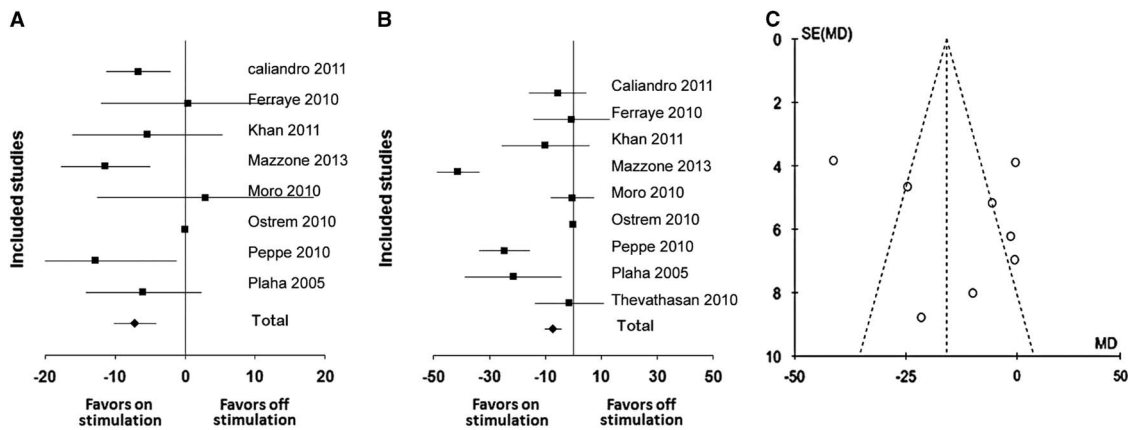 A
Included studies
caliandro 2011
Ferraye 2010
Khan 2011
Mazzone 2013
Moro 2010
Ostrem 2010
Peppe 2010
Plaha 2005
Total
-20 -10 0 10 20
Favors on stimulation
Favors off stimulation
B
Included studies
Caliandro 2011
Ferraye 2010
Khan 2011
Mazzone 2013
Moro 2010
Ostrem 2010
Peppe 2010
Plaha 2005
Thevathasan 2010
Total
-50 -30 -10 10 30 50
Favors on stimulation
Favors off stimulation
C
SE(MD)
0
2
4
6
8
10
MD
-50 -25 0 50